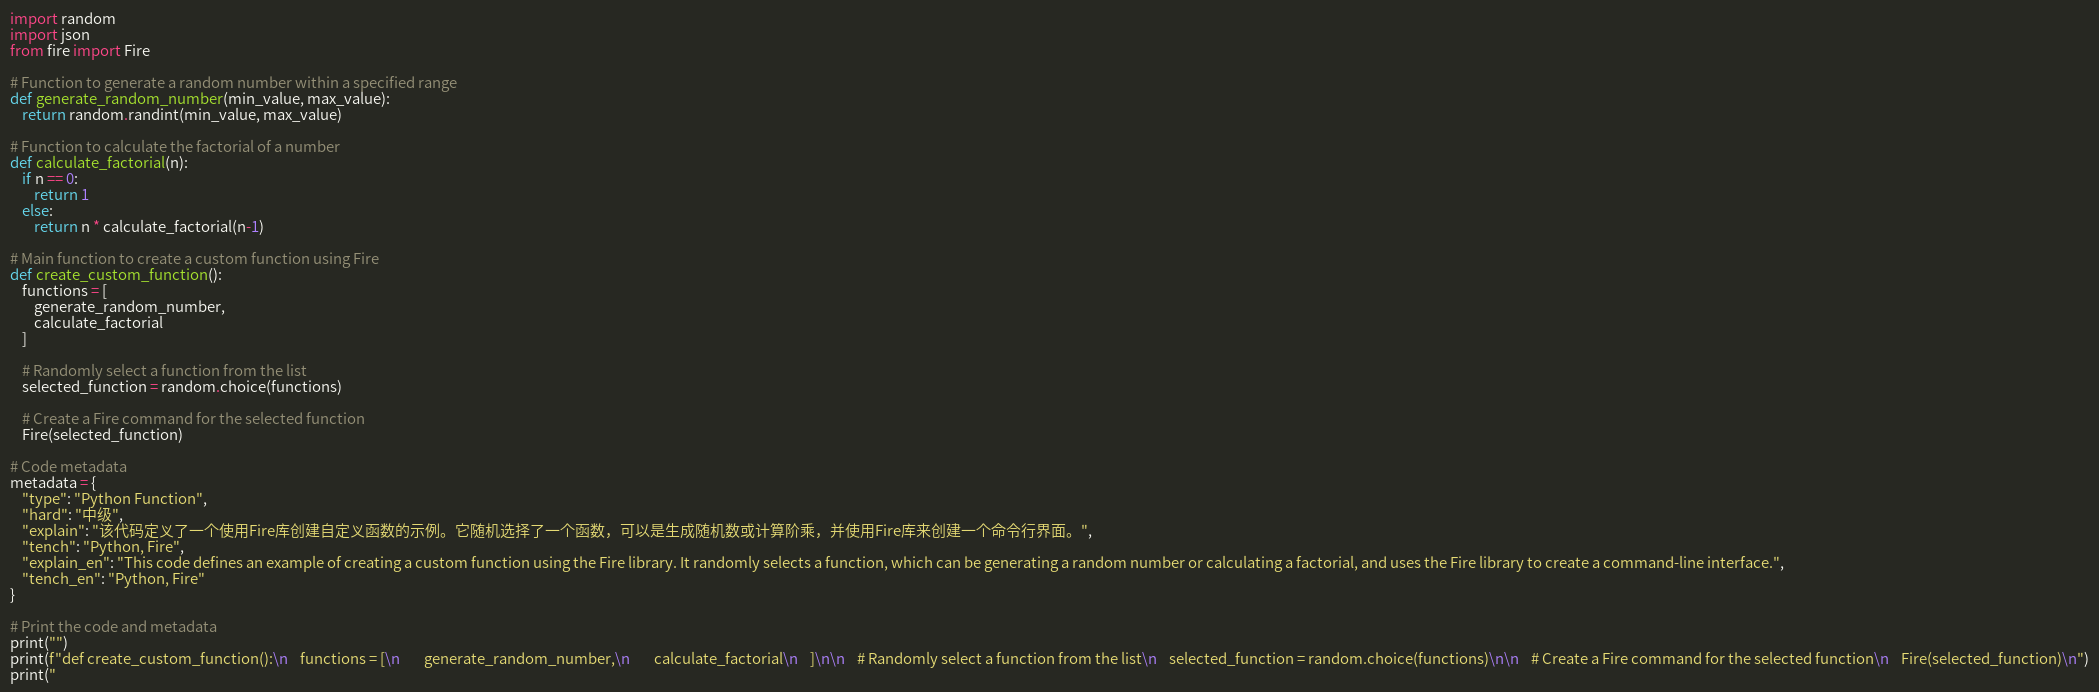 import random
import json
from fire import Fire

# Function to generate a random number within a specified range
def generate_random_number(min_value, max_value):
    return random.randint(min_value, max_value)

# Function to calculate the factorial of a number
def calculate_factorial(n):
    if n == 0:
        return 1
    else:
        return n * calculate_factorial(n-1)

# Main function to create a custom function using Fire
def create_custom_function():
    functions = [
        generate_random_number,
        calculate_factorial
    ]

    # Randomly select a function from the list
    selected_function = random.choice(functions)

    # Create a Fire command for the selected function
    Fire(selected_function)

# Code metadata
metadata = {
    "type": "Python Function",
    "hard": "中级",
    "explain": "该代码定义了一个使用Fire库创建自定义函数的示例。它随机选择了一个函数，可以是生成随机数或计算阶乘，并使用Fire库来创建一个命令行界面。",
    "tench": "Python, Fire",
    "explain_en": "This code defines an example of creating a custom function using the Fire library. It randomly selects a function, which can be generating a random number or calculating a factorial, and uses the Fire library to create a command-line interface.",
    "tench_en": "Python, Fire"
}

# Print the code and metadata
print("")
print(f"def create_custom_function():\n    functions = [\n        generate_random_number,\n        calculate_factorial\n    ]\n\n    # Randomly select a function from the list\n    selected_function = random.choice(functions)\n\n    # Create a Fire command for the selected function\n    Fire(selected_function)\n")
print("